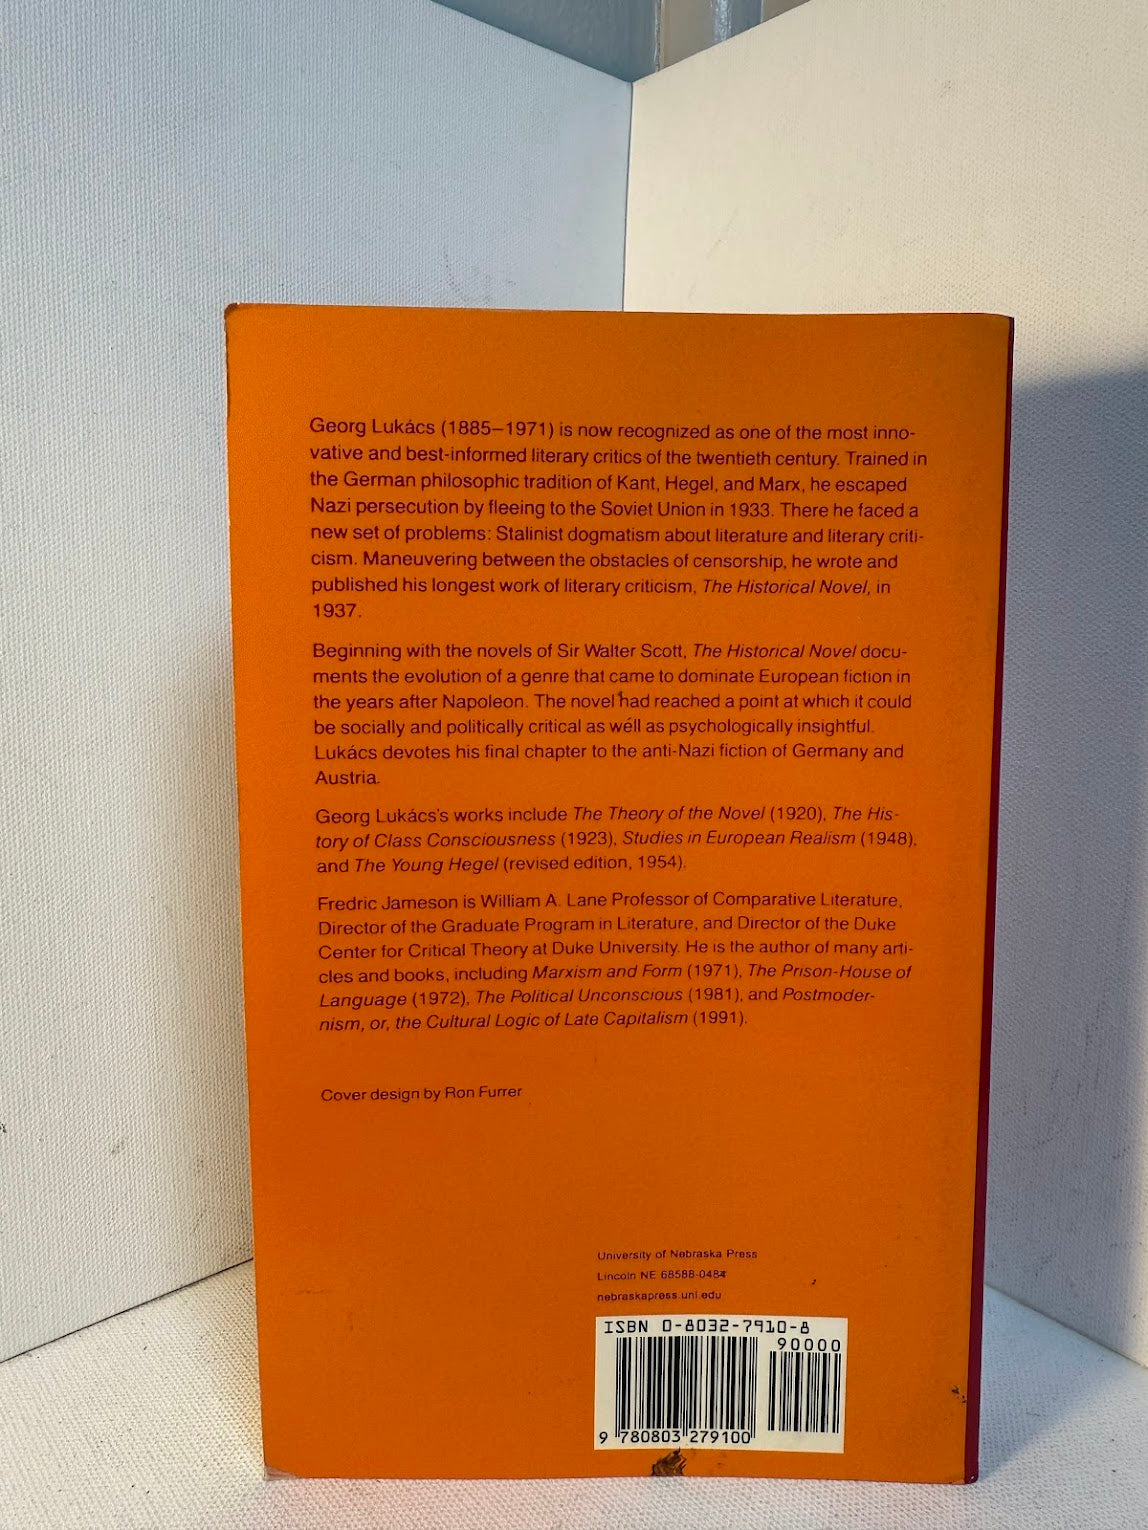 Georg Lukács (1885–1971) is now recognized as one of the most inno-
vative and best-informed literary critics of the twentieth century. Trained in
the German philosophic tradition of Kant, Hegel, and Marx, he escaped
Nazi persecution by fleeing to the Soviet Union in 1933. There he faced a
new set of problems: Stalinist dogmatism about literature and literary criti-
cism. Maneuvering between the obstacles of censorship, he wrote and
published his longest work of literary criticism, The Historical Novel, in
1937.
Beginning with the novels of Sir Walter Scott, The Historical Novel docu-
ments the evolution of a genre that came to dominate European fiction in
the years after Napoleon. The novel had reached a point at which it could
be socially and politically critical as well as psychologically insightful.
Lukács devotes his final chapter to the anti-Nazi fiction of Germany and
Austria.
Georg Lukács's works include The Theory of the Novel (1920), The His-
tory of Class Consciousness (1923), Studies in European Realism (1948),
and The Young Hegel (revised edition, 1954).
Fredric Jameson is William A. Lane Professor of Comparative Literature,
Director of the Graduate Program in Literature, and Director of the Duke
Center for Critical Theory at Duke University. He is the author of many arti-
cles and books, including Marxism and Form (1971), The Prison-House of
Language (1972), The Political Unconscious (1981), and Postmoder-
nism, or, the Cultural Logic of Late Capitalism (1991).
Cover design by Ron Furrer
University of Nebraska Press
Lincoln NE 68588-0484
nebraskapress.unl.edu
ISBN 0-8032-7910-8
90000
9 780803 279100